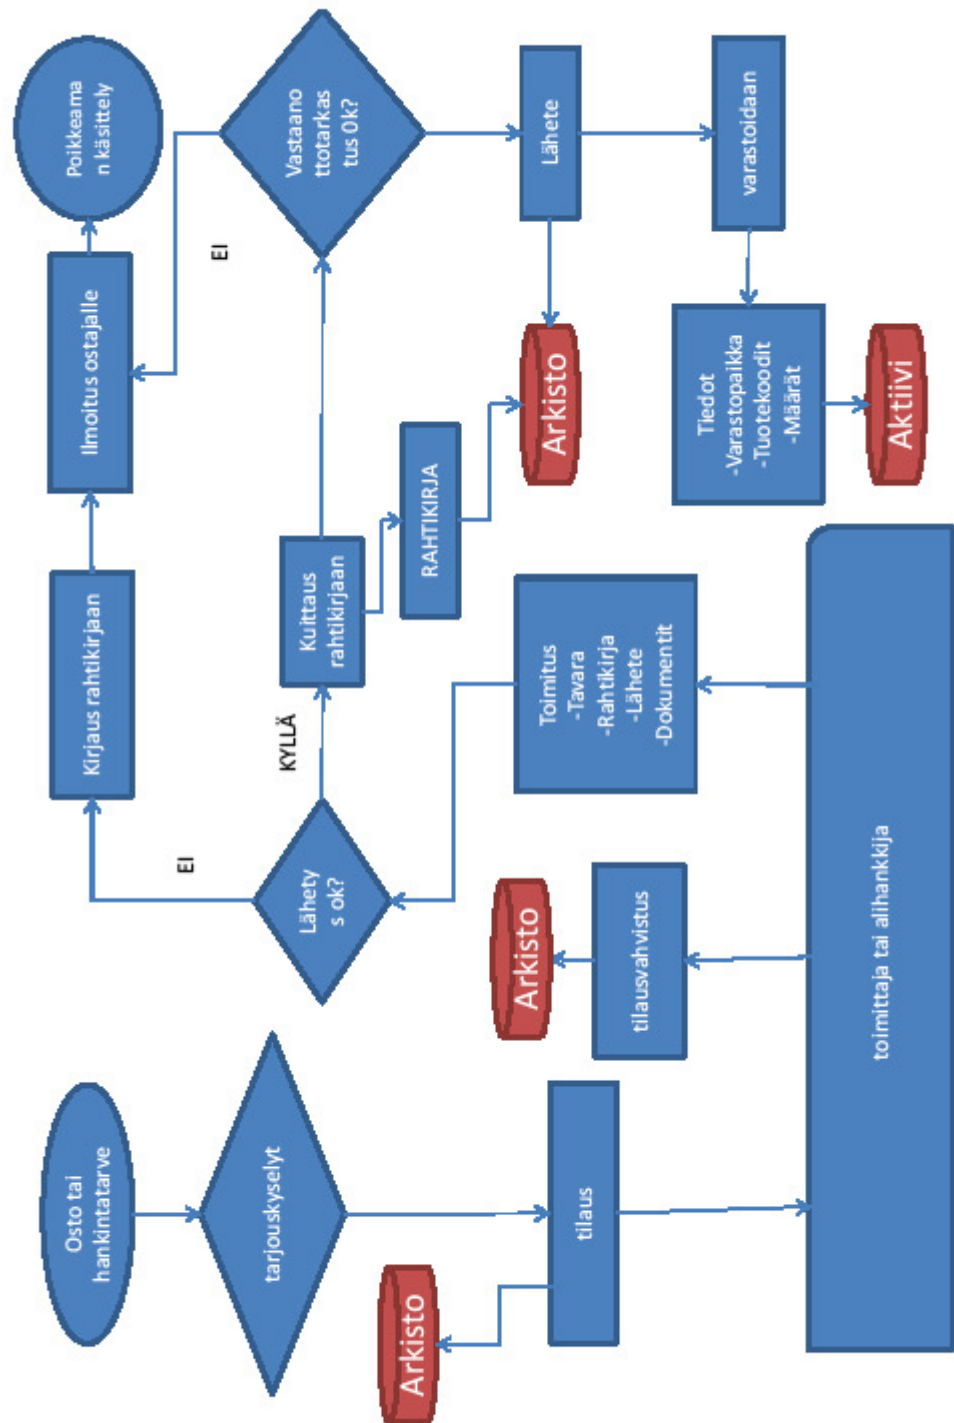 Osto tai
hankintatarve
tarjouskyselyt
Arkisto
tilaus
toimittaja tai alihankkija
tilausvahvistus
Arkisto
Toimitus
-Tavara
-Rahtikirja
-Lähete
-Dokumentit
Lähety
s ok?
EI
KYLLÄ
Kirjaus rahtikirjaan
Ilmoitus ostajalle
Poikkeama
n käsittely
Kuittaus
rahtikirjaan
RAHTIKIRJA
Arkisto
EI
Vastaano
ttotarkas
tus Ok?
Lähete
varastoidaan
Tiedot
-Varastopaikka
-Tuotekoodit
-Määrät
Aktiivi